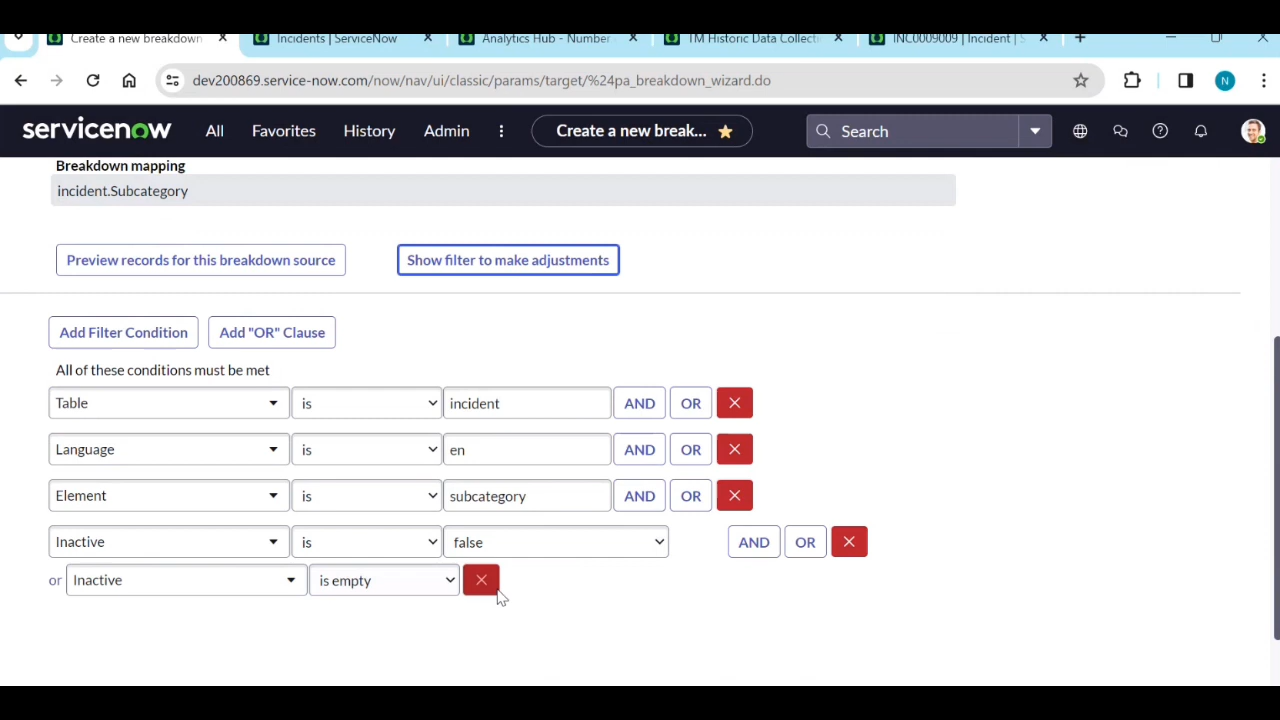 Create a new breakdown
Incidents | ServiceNow
Analytics Hub - Number
TM Historic Data Collecti
INC0009009 | Incident | S
dev200869.service-now.com/now/nav/ui/classic/params/target/%24pa_breakdown_wizard.do
N
servicenow
All
Favorites
History
Admin
Create a new break...
Search
Breakdown mapping
incident.Subcategory
Preview records for this breakdown source
Show filter to make adjustments
Add Filter Condition
Add "OR" Clause
All of these conditions must be met
Table is incident AND OR
Language is en AND OR
Element is subcategory AND OR
Inactive is false AND OR
or Inactive is empty